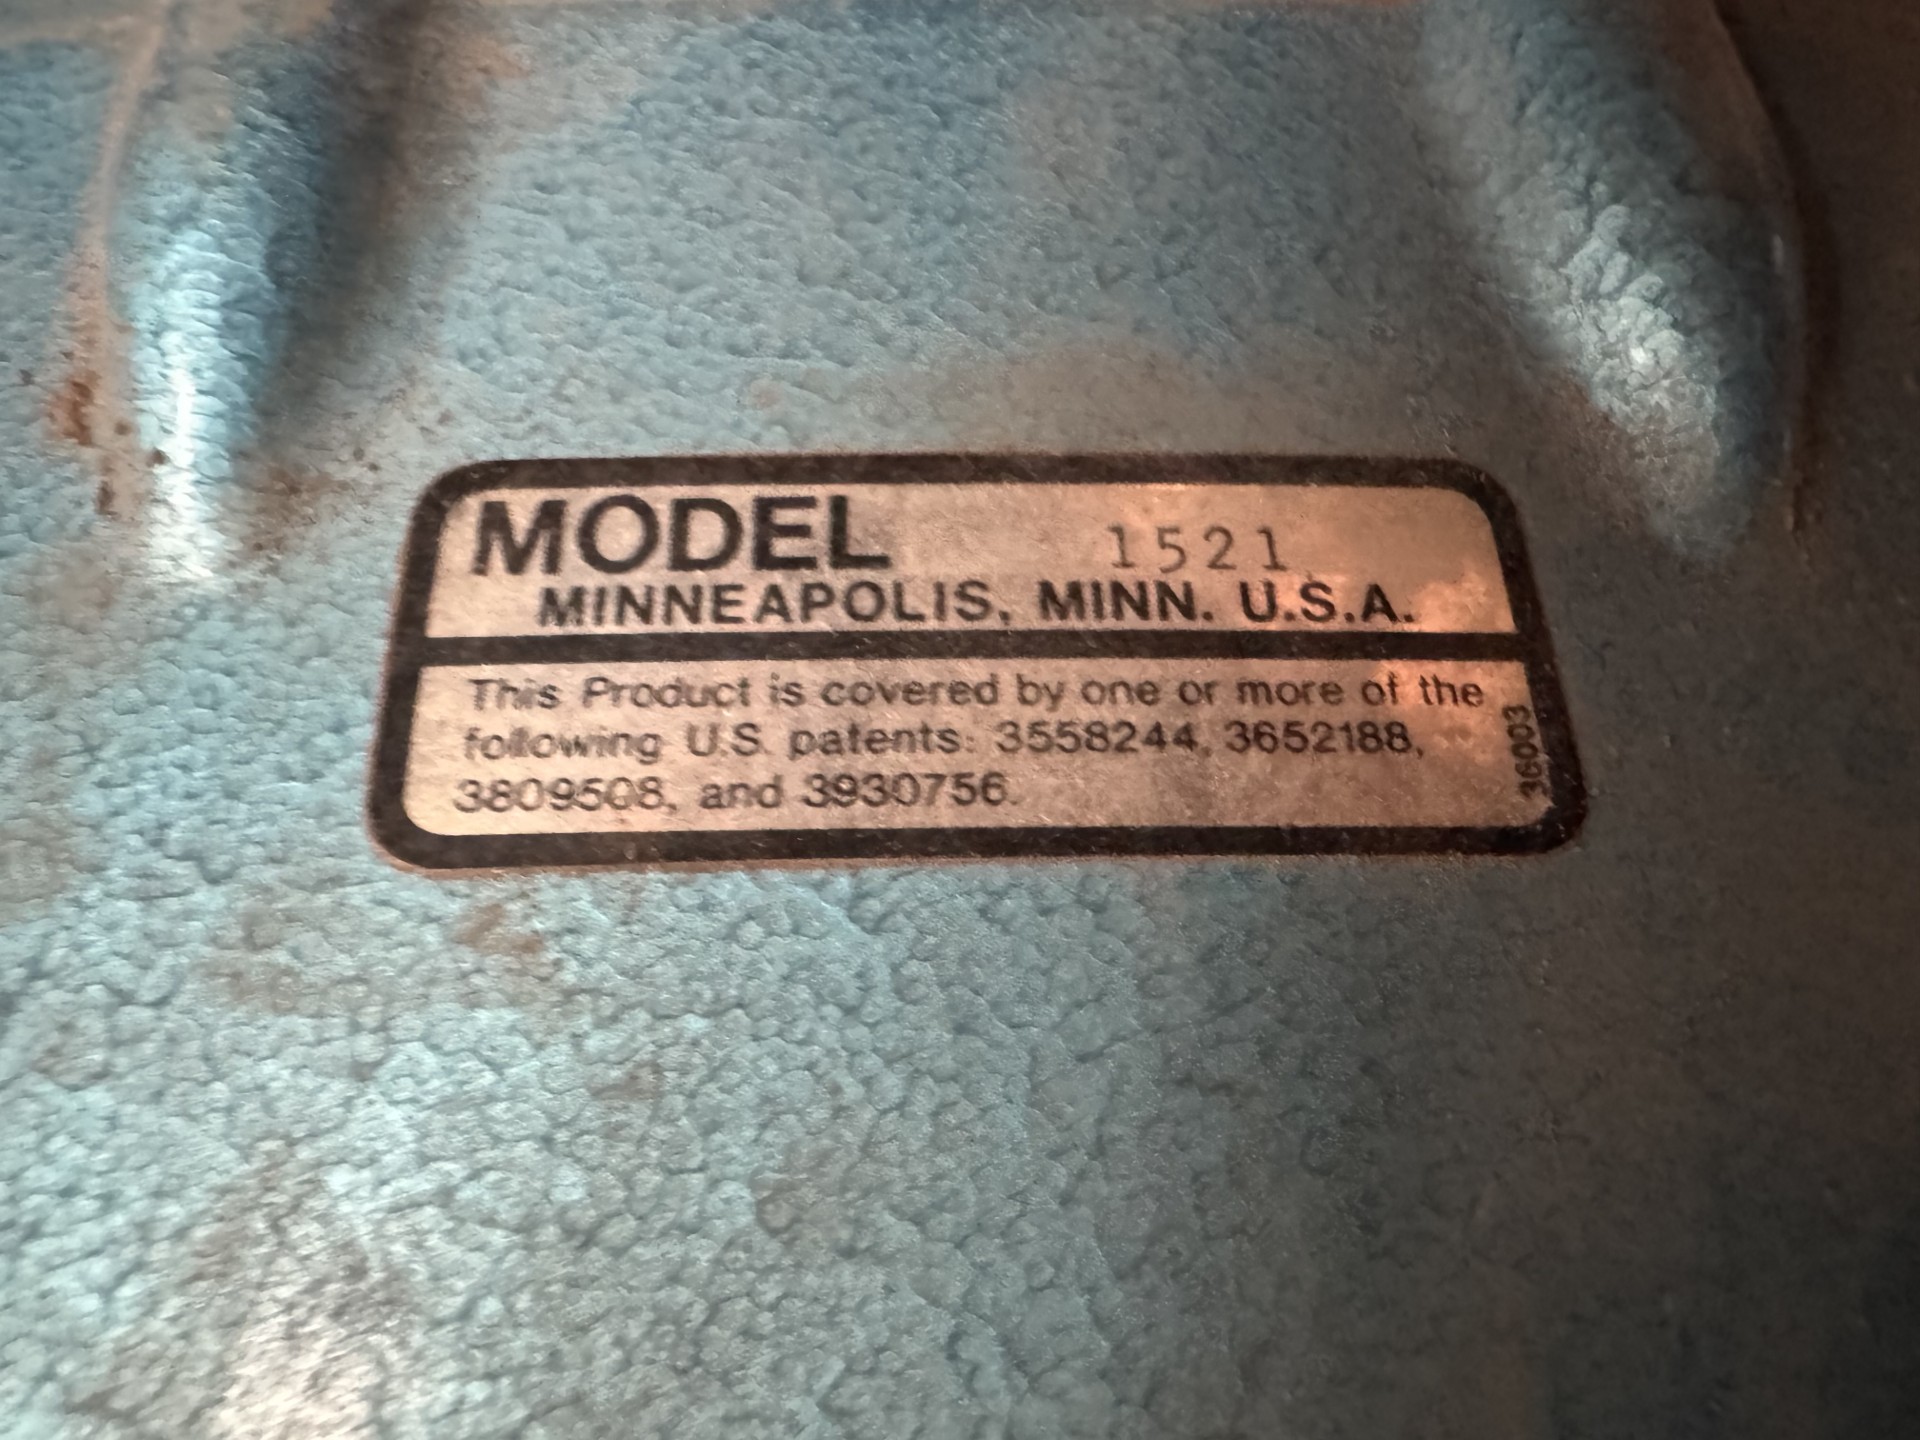 MODEL 1521
MINNEAPOLIS, MINN. U.S.A.
This Product is covered by one or more of the
following U.S. patents: 3558244, 3652188,
3809508, and 3930756.
36003